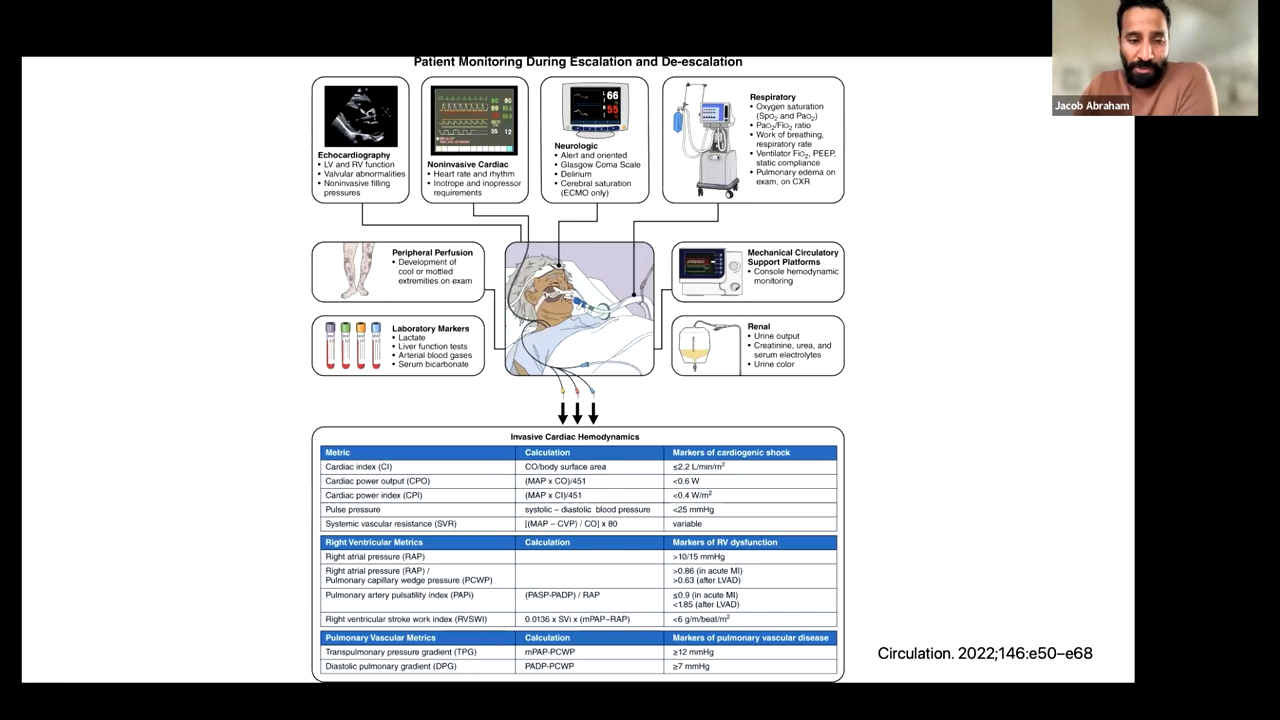 Patient Monitoring During Escalation and De-escalation
Jacob Abraham
Echocardiography
• LV and RV function
• Valvular abnormalities
• Noninvasive filling
pressures
80 80
99
35 12
Noninvasive Cardiac
• Heart rate and rhythm
• Inotrope and inopressor
requirements
66
55
Neurologic
• Alert and oriented
• Glasgow Coma Scale
• Delirium
• Cerebral saturation
(ECMO only)
Respiratory
• Oxygen saturation
(Spo2 and Pao2)
• Pao2/Fio2 ratio
• Work of breathing,
respiratory rate
• Ventilator Fio2, PEEP,
static compliance
• Pulmonary edema on
exam, on CXR
Peripheral Perfusion
• Development of
cool or mottled
extremities on exam
Mechanical Circulatory
Support Platforms
• Console hemodynamic
monitoring
Laboratory Markers
• Lactate
• Liver function tests
• Arterial blood gases
• Serum bicarbonate
Renal
• Urine output
• Creatinine, urea, and
serum electrolytes
• Urine color
Invasive Cardiac Hemodynamics
Metric Calculation Markers of cardiogenic shock
Cardiac index (CI) CO/body surface area ≤2.2 L/min/m2
Cardiac power output (CPO) (MAP x CO)/451 <0.6 W
Cardiac power index (CPI) (MAP x CI)/451 <0.4 W/m2
Pulse pressure systolic – diastolic blood pressure <25 mmHg
Systemic vascular resistance (SVR) [(MAP – CVP) / CO] x 80 variable
Right Ventricular Metrics Calculation Markers of RV dysfunction
Right atrial pressure (RAP) >10/15 mmHg
Right atrial pressure (RAP) / >0.86 (in acute MI)
Pulmonary capillary wedge pressure (PCWP) >0.63 (after LVAD)
Pulmonary artery pulsatility index (PAPi) (PASP-PADP) / RAP ≤0.9 (in acute MI)
<1.85 (after LVAD)
Right ventricular stroke work index (RVSWI) 0.0136 x SVi x (mPAP–RAP) <6 g/m/beat/m2
Pulmonary Vascular Metrics Calculation Markers of pulmonary vascular disease
Transpulmonary pressure gradient (TPG) mPAP-PCWP ≥12 mmHg
Diastolic pulmonary gradient (DPG) PADP-PCWP ≥7 mmHg
Circulation. 2022;146:e50–e68